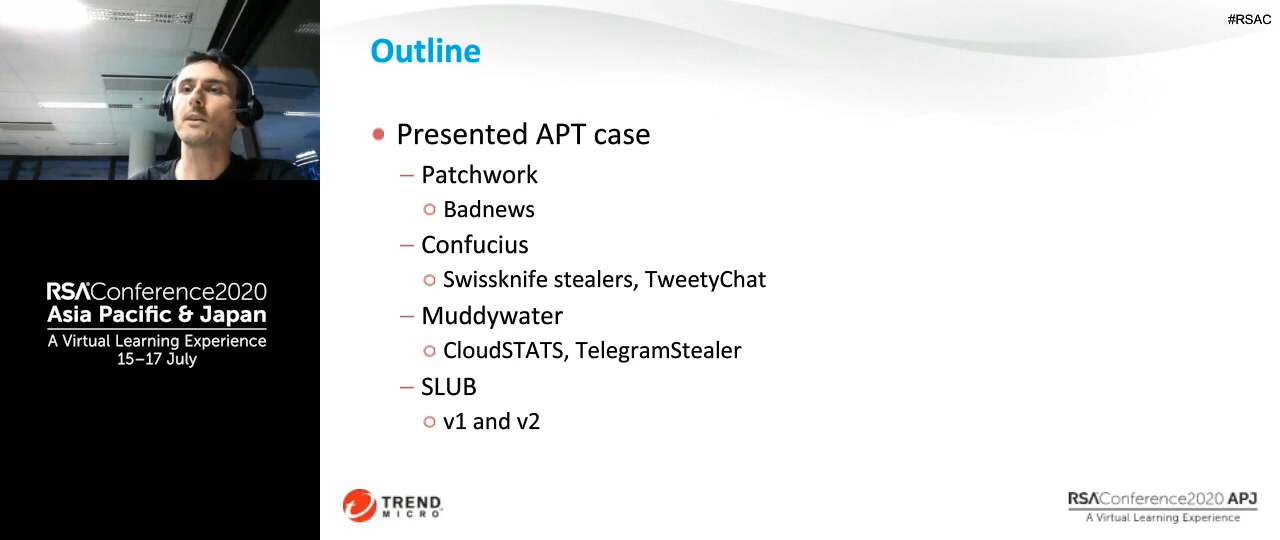 #RSAC
Outline
Presented APT case
Patchwork
Badnews
Confucius
Swissknife stealers, TweetyChat
Muddywater
CloudSTATS, TelegramStealer
SLUB
v1 and v2
RSAConference2020
Asia Pacific & Japan
A Virtual Learning Experience
15–17 July
TREND
MICRO
RSAConference2020 APJ
A Virtual Learning Experience